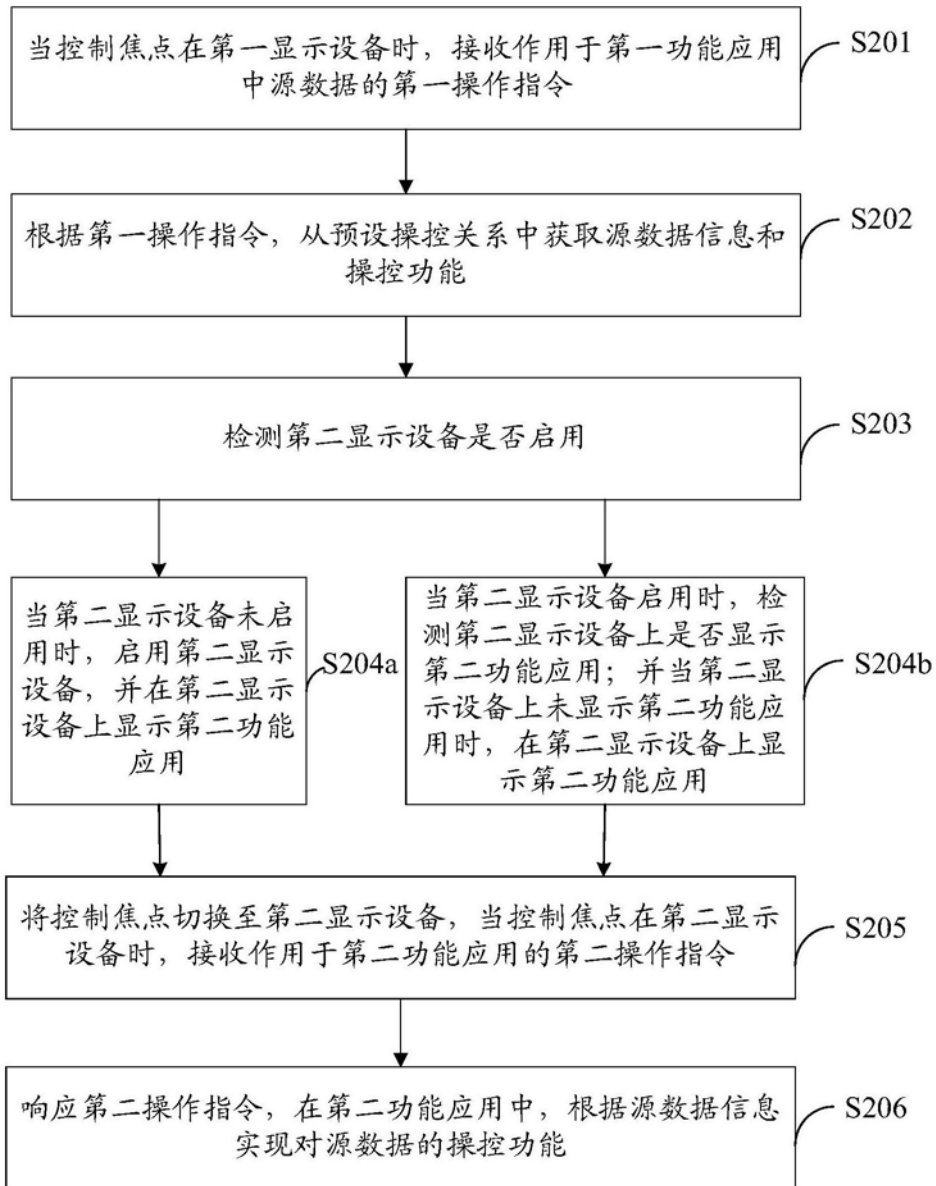 当控制焦点在第一显示设备时，接收作用于第一功能应用
中源数据的第一操作指令
S201
根据第一操作指令，从预设操控关系中获取源数据信息和
操控功能
S202
检测第二显示设备是否启用
S203
当第二显示设备未启
用时，启用第二显示
设备，并在第二显示
设备上显示第二功能
应用
S204a
当第二显示设备启用时，检
测第二显示设备上是否显示
第二功能应用；并当第二显
示设备上未显示第二功能应
用时，在第二显示设备上显
示第二功能应用
S204b
将控制焦点切换至第二显示设备，当控制焦点在第二显示
设备时，接收作用于第二功能应用的第二操作指令
S205
响应第二操作指令，在第二功能应用中，根据源数据信息
实现对源数据的操控功能
S206